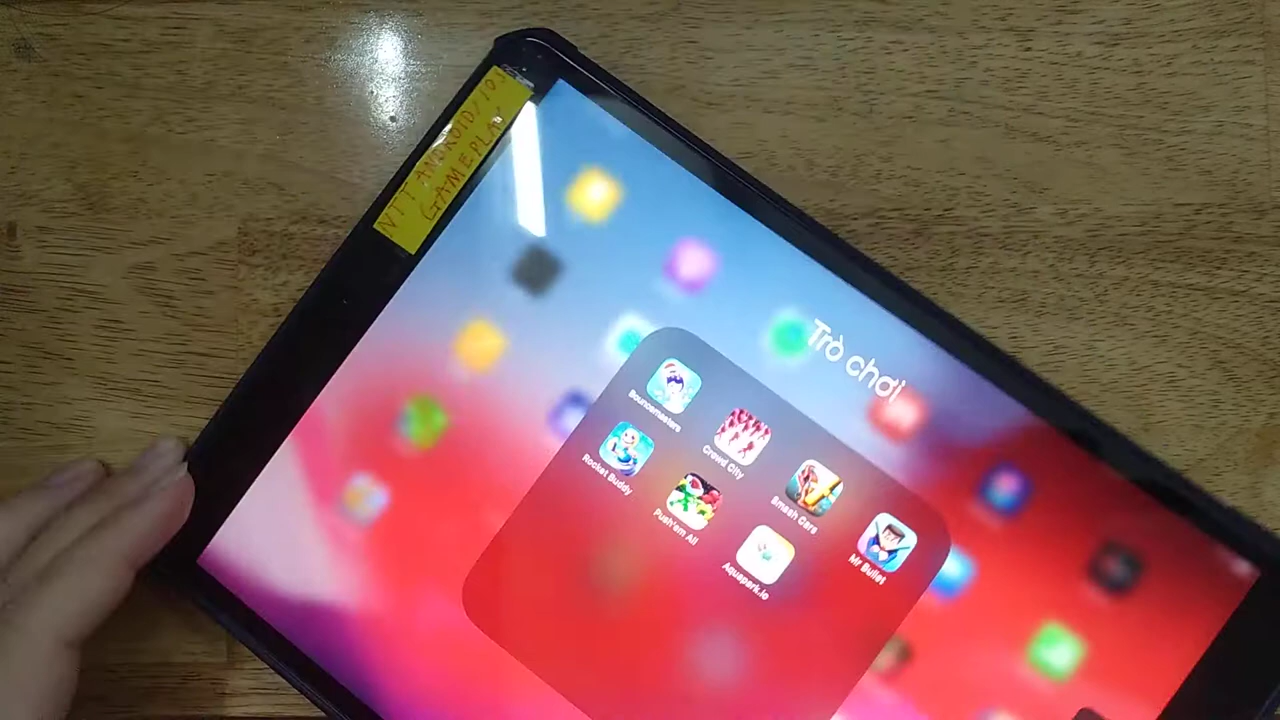 NTT ANDROID/IOS
GAMEPLAY
Trò chơi
Bouncemasters
Crowd City
Smash Cars
Mr Bullet
Rocket Buddy
Push'em All
Aquapark.io